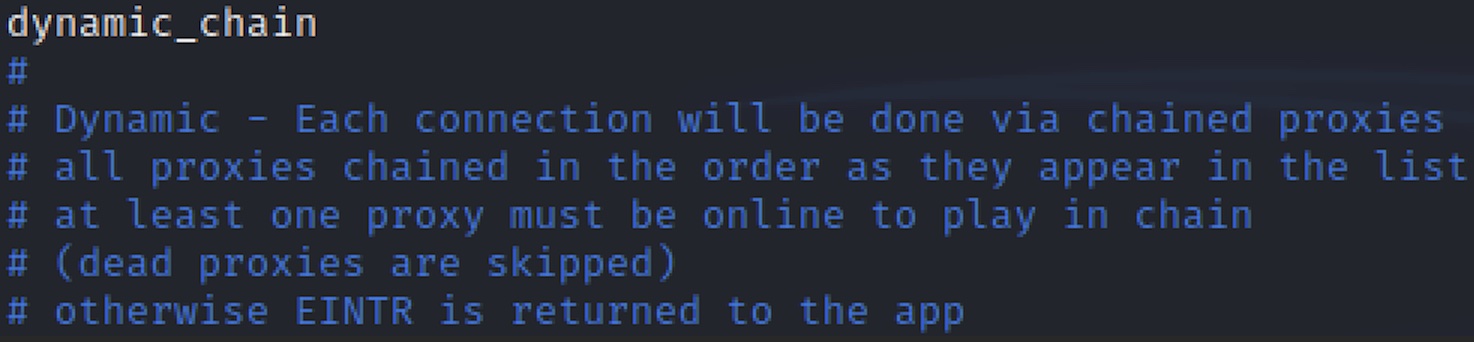 dynamic_chain
#
# Dynamic - Each connection will be done via chained proxies
# all proxies chained in the order as they appear in the list
# at least one proxy must be online to play in chain
# (dead proxies are skipped)
# otherwise EINTR is returned to the app